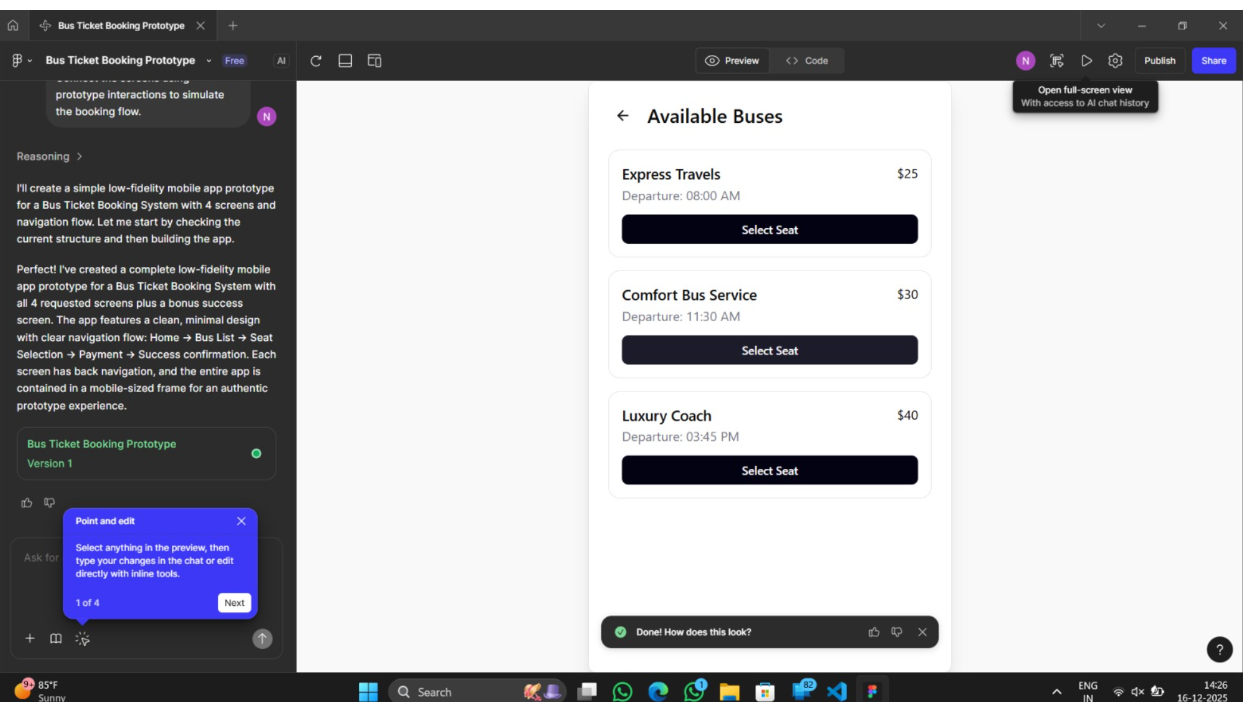 Bus Ticket Booking Prototype
Bus Ticket Booking Prototype Free AI
Preview
Code
N
Publish
Share
Open full-screen view
With access to AI chat history
prototype interactions to simulate
the booking flow.
N
Reasoning
I'll create a simple low-fidelity mobile app prototype
for a Bus Ticket Booking System with 4 screens and
navigation flow. Let me start by checking the
current structure and then building the app.
Perfect! I've created a complete low-fidelity mobile
app prototype for a Bus Ticket Booking System with
all 4 requested screens plus a bonus success
screen. The app features a clean, minimal design
with clear navigation flow: Home → Bus List → Seat
Selection → Payment → Success confirmation. Each
screen has back navigation, and the entire app is
contained in a mobile-sized frame for an authentic
prototype experience.
Bus Ticket Booking Prototype
Version 1
Point and edit
Select anything in the preview, then
type your changes in the chat or edit
directly with inline tools.
1 of 4
Next
Ask for
Available Buses
Express Travels $25
Departure: 08:00 AM
Select Seat
Comfort Bus Service $30
Departure: 11:30 AM
Select Seat
Luxury Coach $40
Departure: 03:45 PM
Select Seat
Done! How does this look?
?
9+
85°F
Sunny
Search
1
82
ENG
IN
14:26
16-12-2025